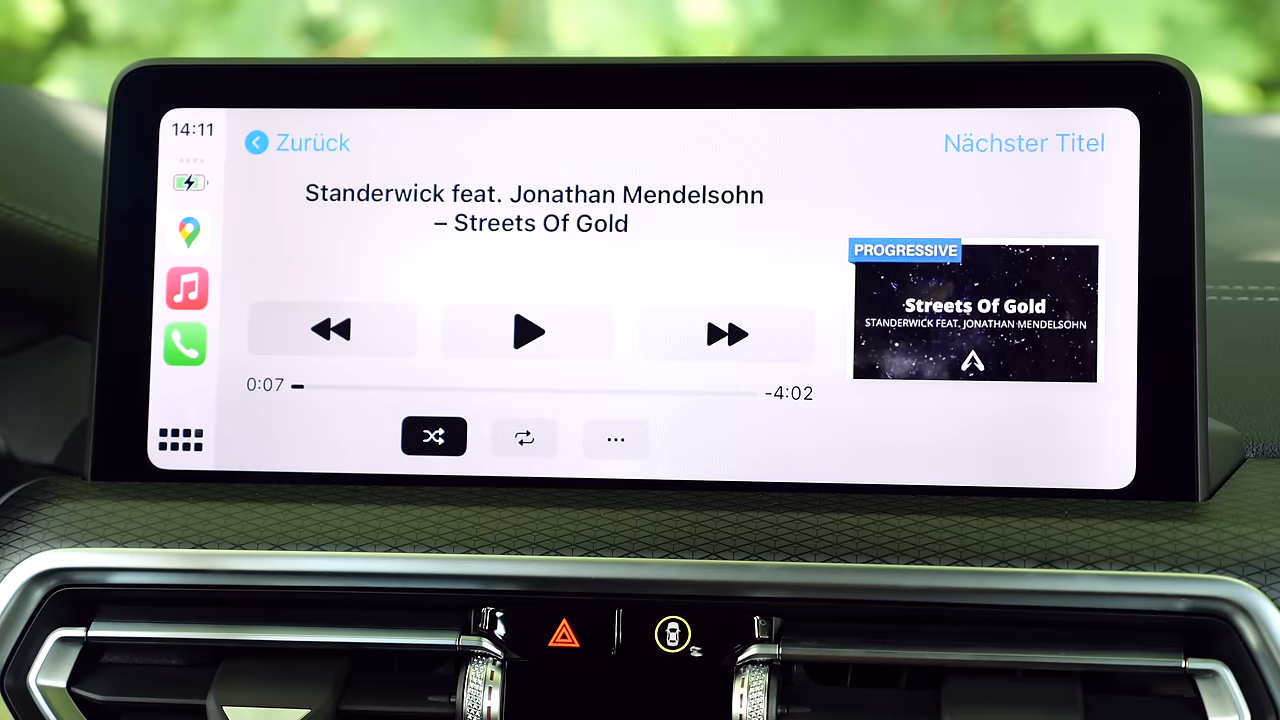 14:11
Zurück
Nächster Titel
Standerwick feat. Jonathan Mendelsohn
– Streets Of Gold
PROGRESSIVE
Streets Of Gold
STANDERWICK FEAT. JONATHAN MENDELSOHN
0:07
-4:02